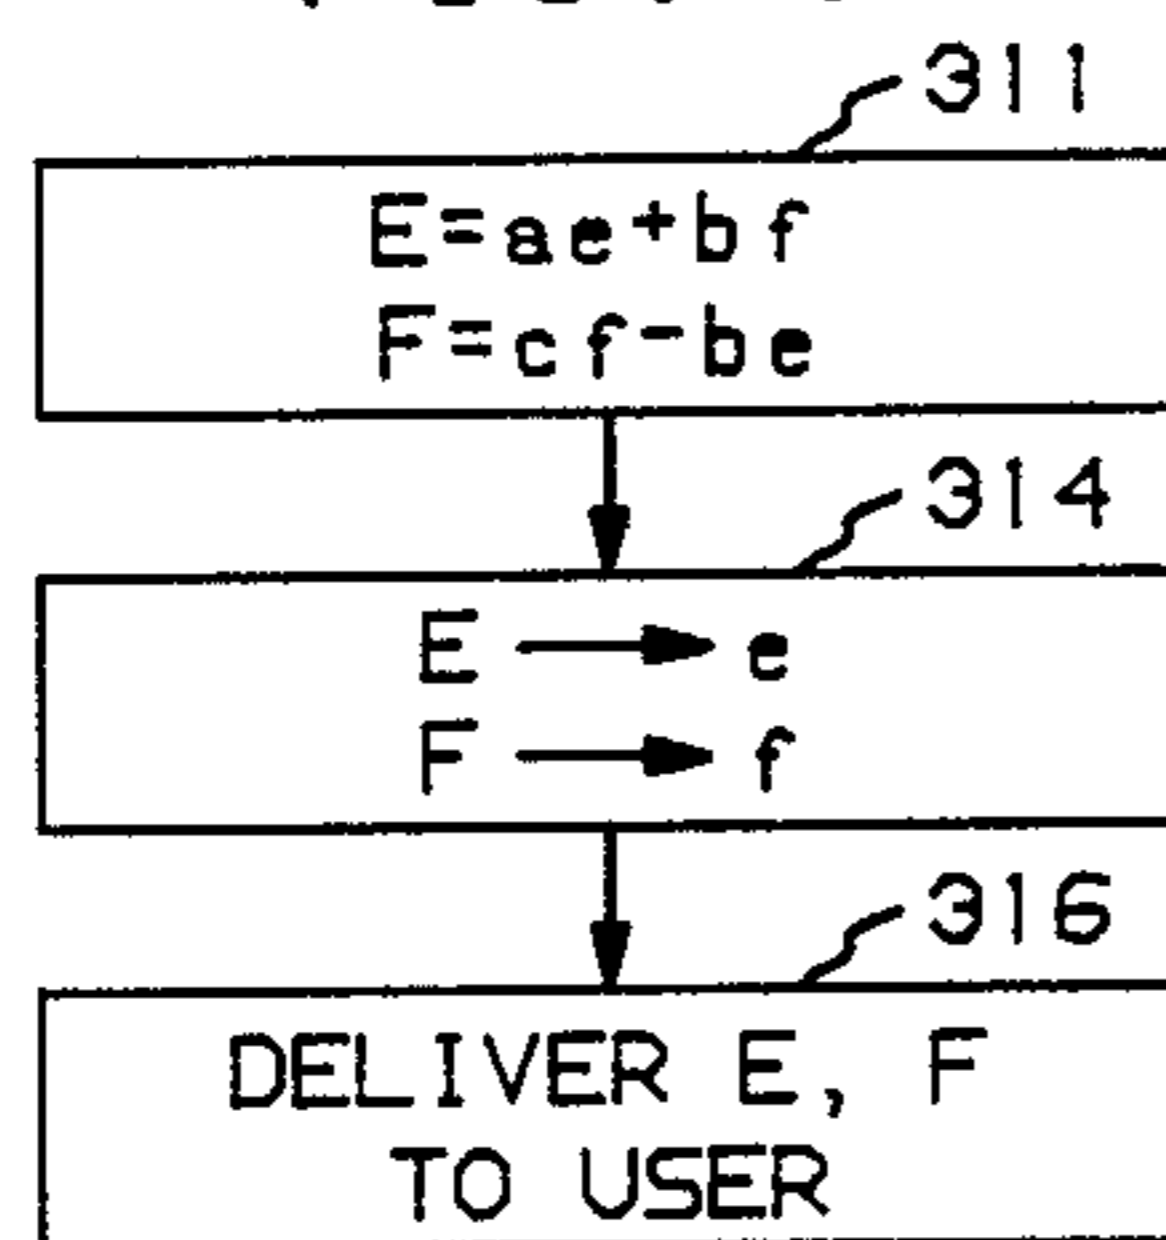 311
E=ae+bf
F=cf-be
314
E → e
F → f
316
DELIVER E, F
TO USER